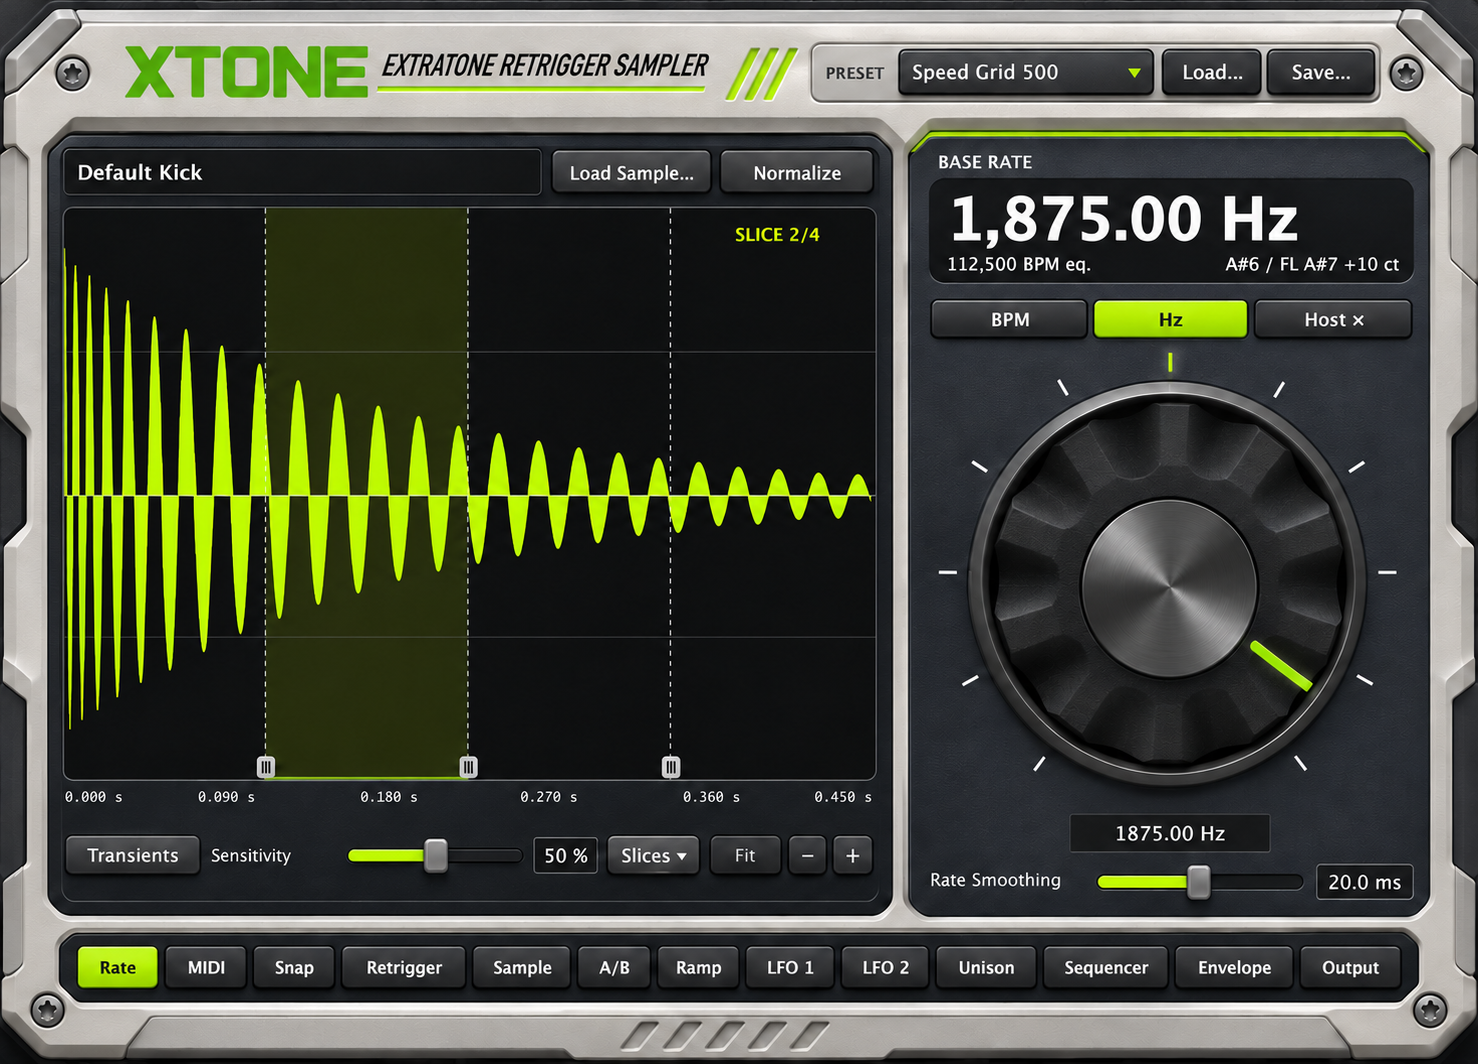 XTONE EXTRATONE RETRIGGER SAMPLER
PRESET Speed Grid 500 Load... Save...
Default Kick Load Sample... Normalize
SLICE 2/4
0.000 s 0.090 s 0.180 s 0.270 s 0.360 s 0.450 s
Transients Sensitivity 50 % Slices Fit − +
BASE RATE
1,875.00 Hz
112,500 BPM eq. A#6 / FL A#7 +10 ct
BPM Hz Host ×
1875.00 Hz
Rate Smoothing 20.0 ms
Rate MIDI Snap Retrigger Sample A/B Ramp LFO 1 LFO 2 Unison Sequencer Envelope Output